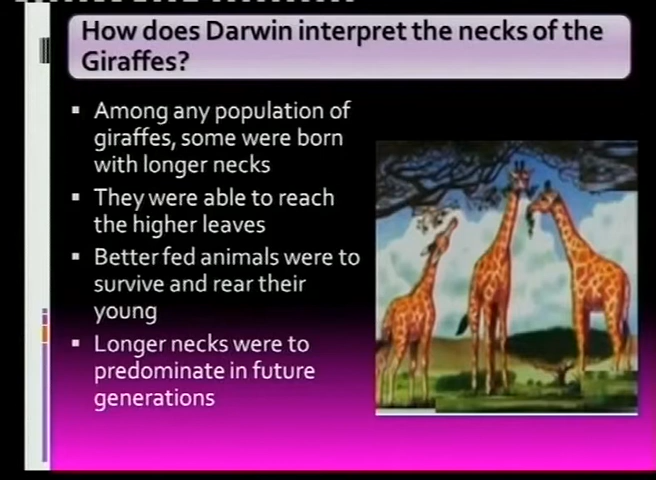 How does Darwin interpret the necks of the
Giraffes?
▪ Among any population of
giraffes, some were born
with longer necks
▪ They were able to reach
the higher leaves
▪ Better fed animals were to
survive and rear their
young
▪ Longer necks were to
predominate in future
generations